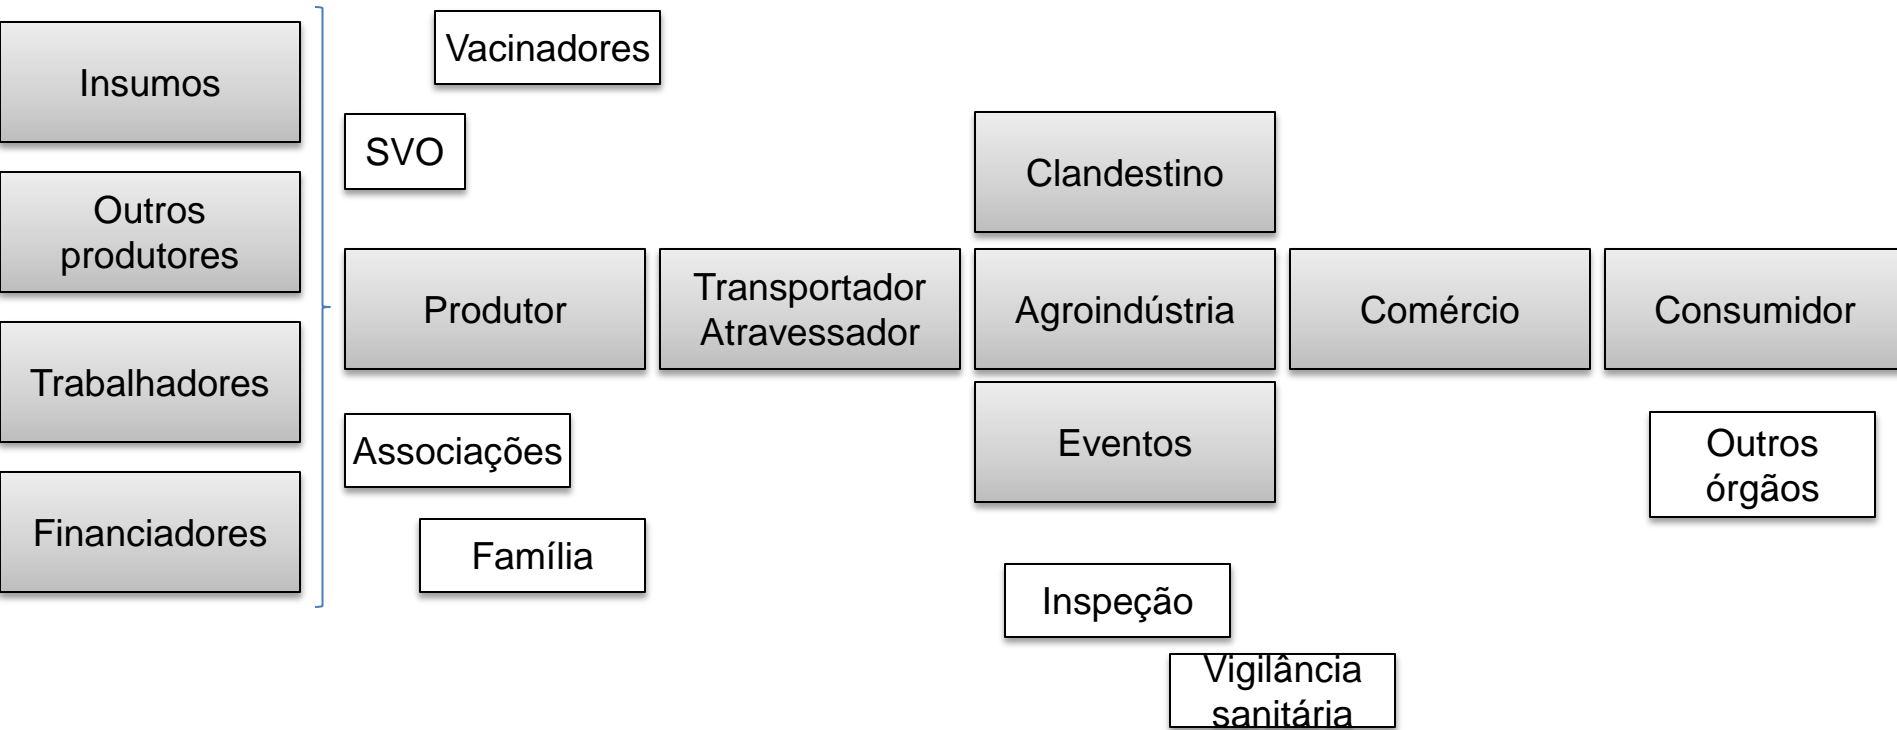 Insumos
Outros
produtores
Trabalhadores
Financiadores
Vacinadores
SVO
Produtor
Associações
Família
Transportador
Atravessador
Clandestino
Agroindústria
Eventos
Inspeção
Vigilância
sanitária
Comércio
Consumidor
Outros
órgãos